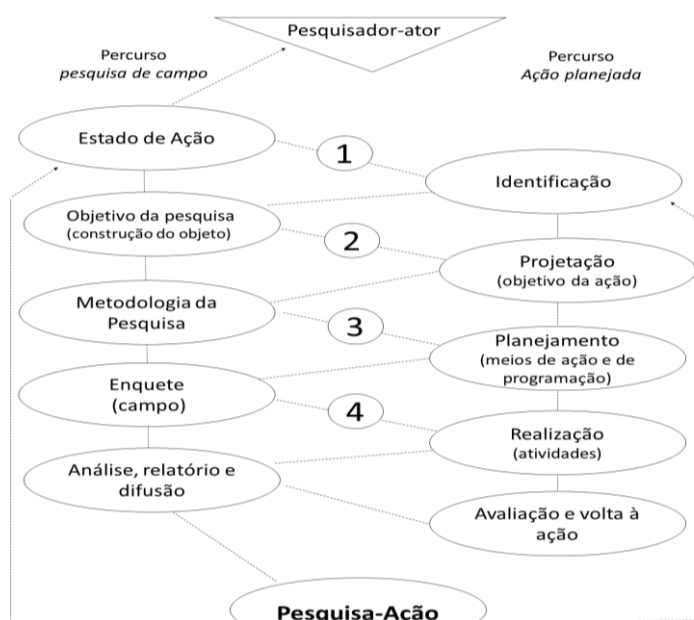 Pesquisador-ator
Percurso
pesquisa de campo
Percurso
Ação planejada
Estado de Ação
1
Identificação
Objetivo da pesquisa
(construção do objeto)
2
Projetação
(objetivo da ação)
Metodologia da
Pesquisa
3
Planejamento
(meios de ação e de
programação)
Enquete
(campo)
4
Realização
(atividades)
Análise, relatório e
difusão
Avaliação e volta à
ação
Pesquisa-Ação